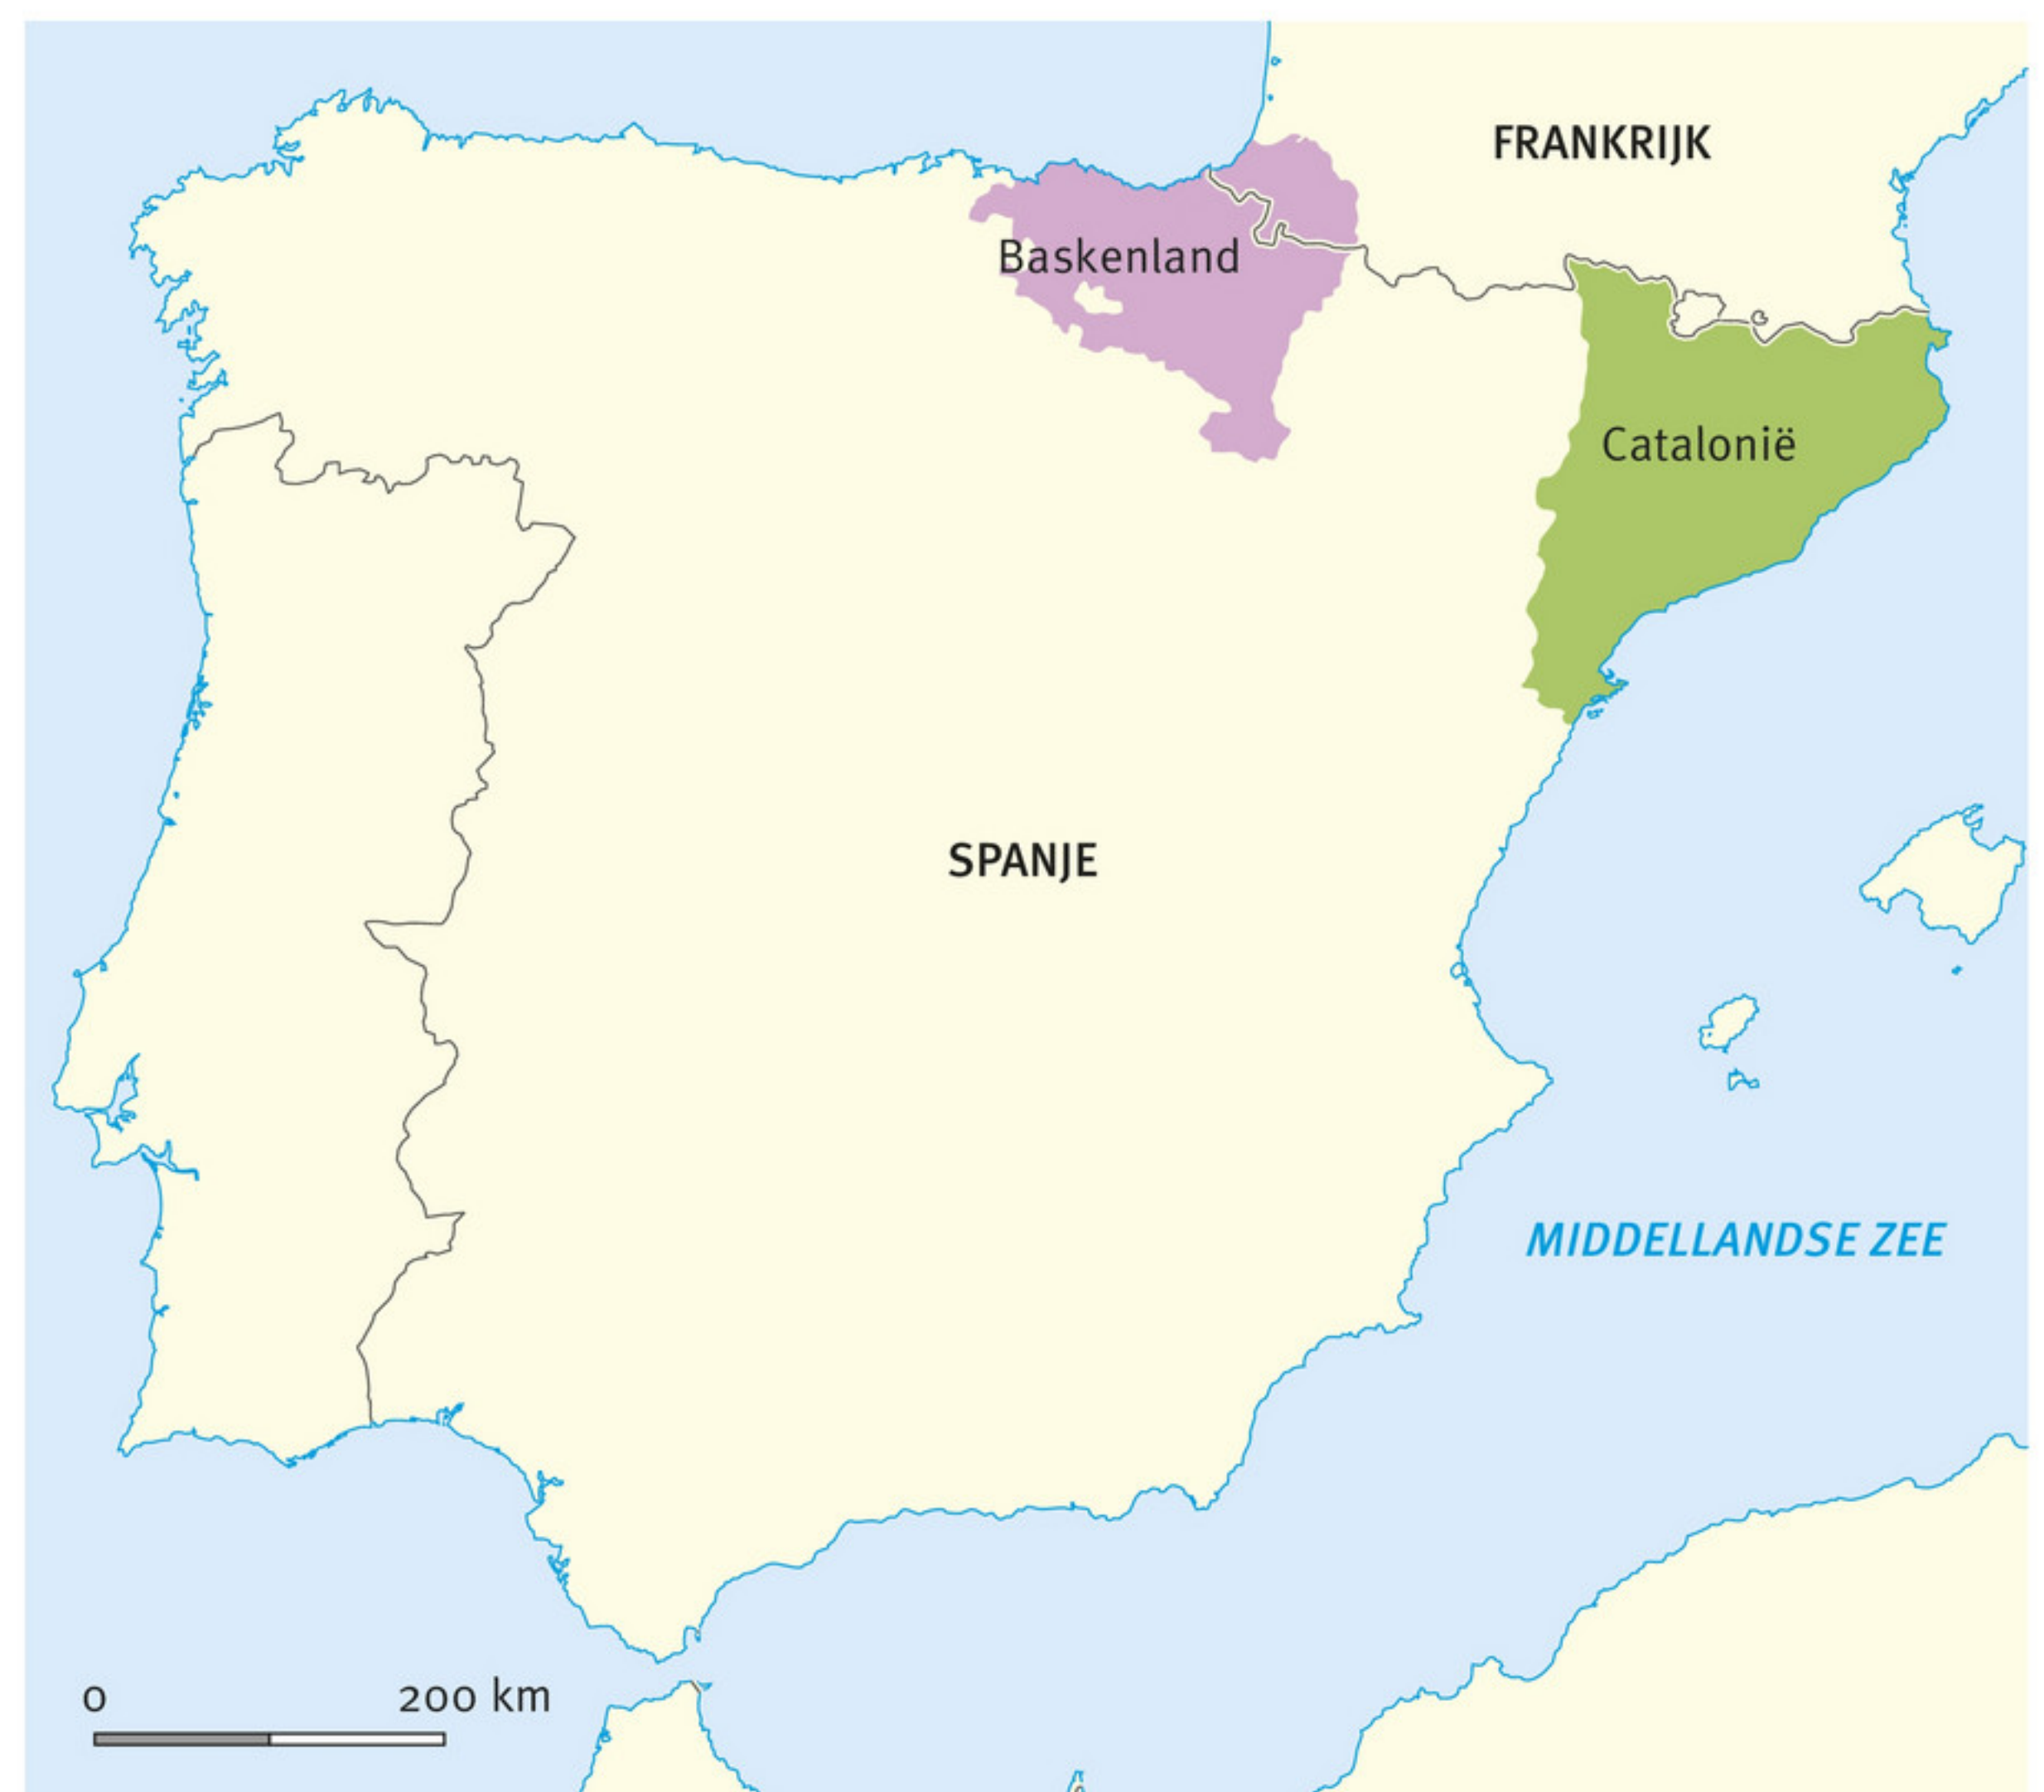 FRANKRIJK
Baskenland
Catalonië
SPANJE
MIDDELLANDSE ZEE
0 200 km